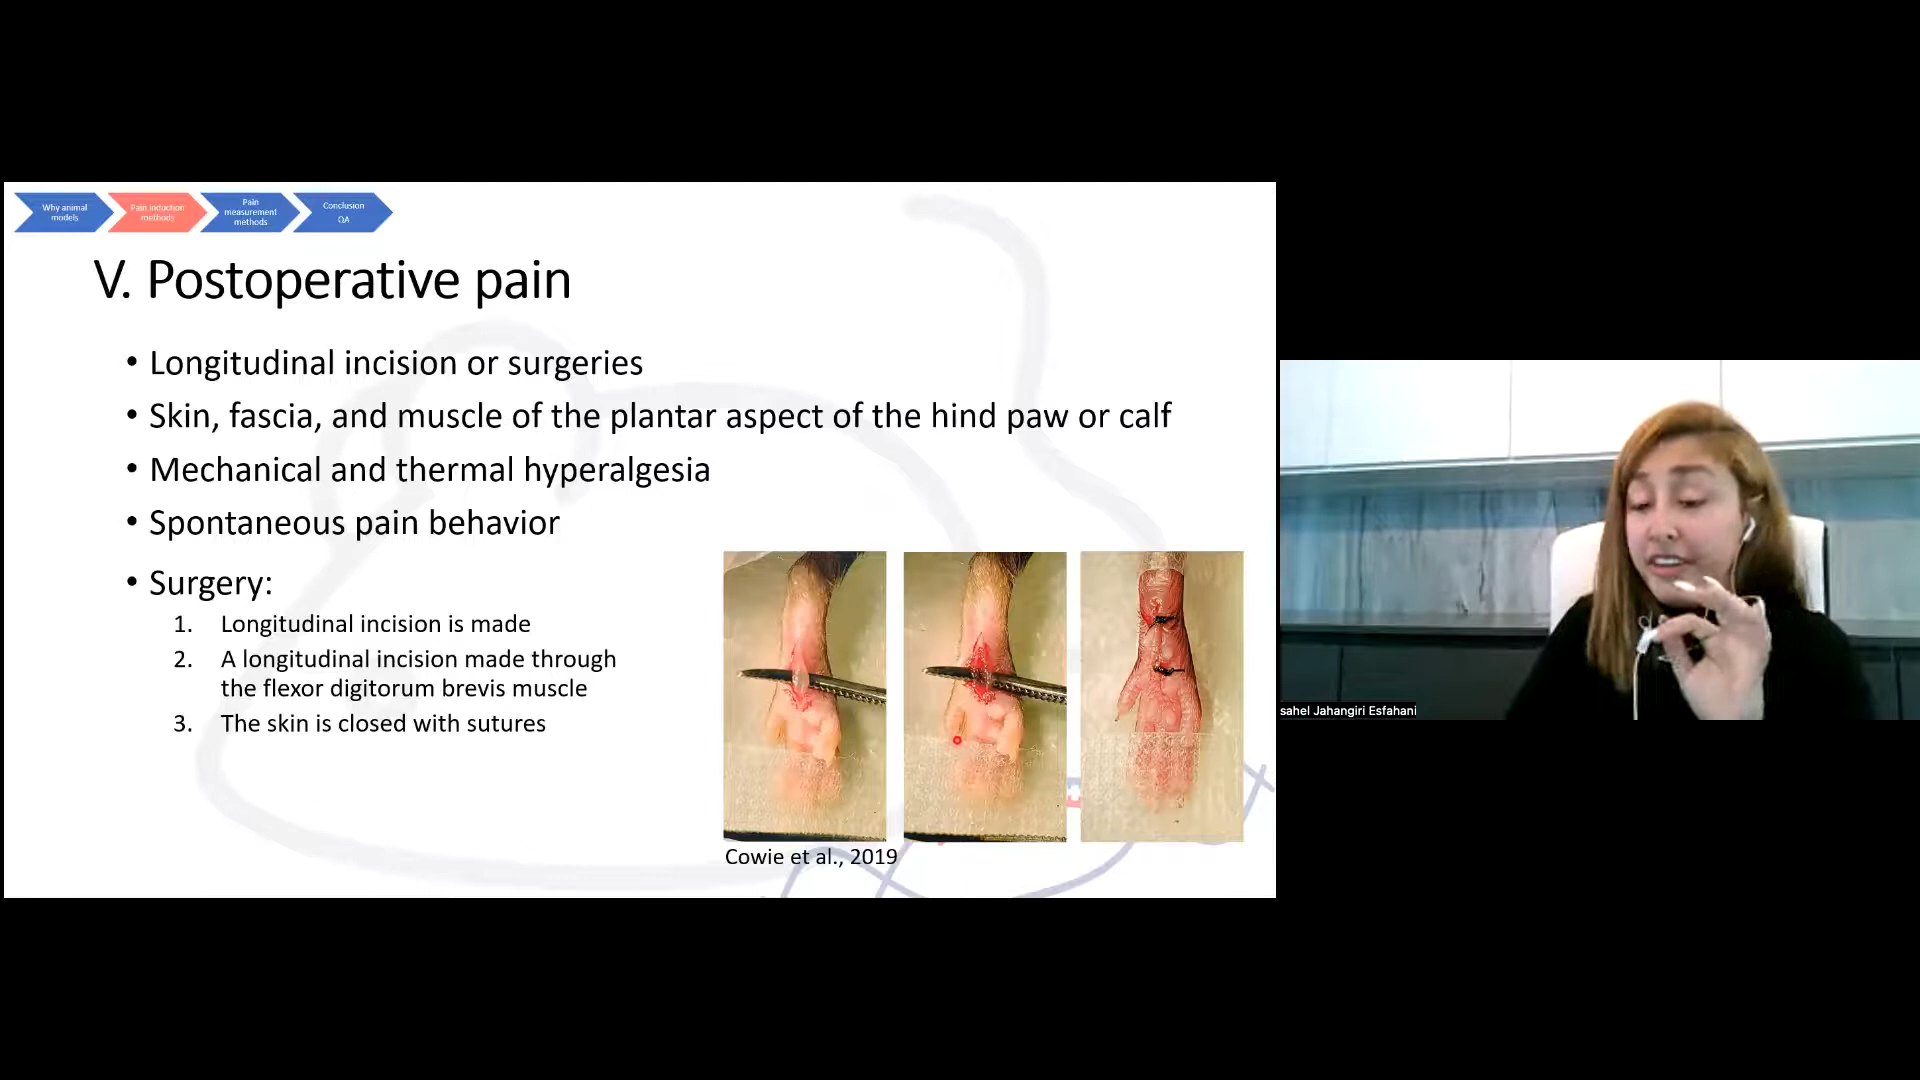 Why animal
models
Pain induction
methods
Pain
measurement
methods
Conclusion
QA
V. Postoperative pain
• Longitudinal incision or surgeries
• Skin, fascia, and muscle of the plantar aspect of the hind paw or calf
• Mechanical and thermal hyperalgesia
• Spontaneous pain behavior
• Surgery:
1. Longitudinal incision is made
2. A longitudinal incision made through
the flexor digitorum brevis muscle
3. The skin is closed with sutures
Cowie et al., 2019
sahel Jahangiri Esfahani